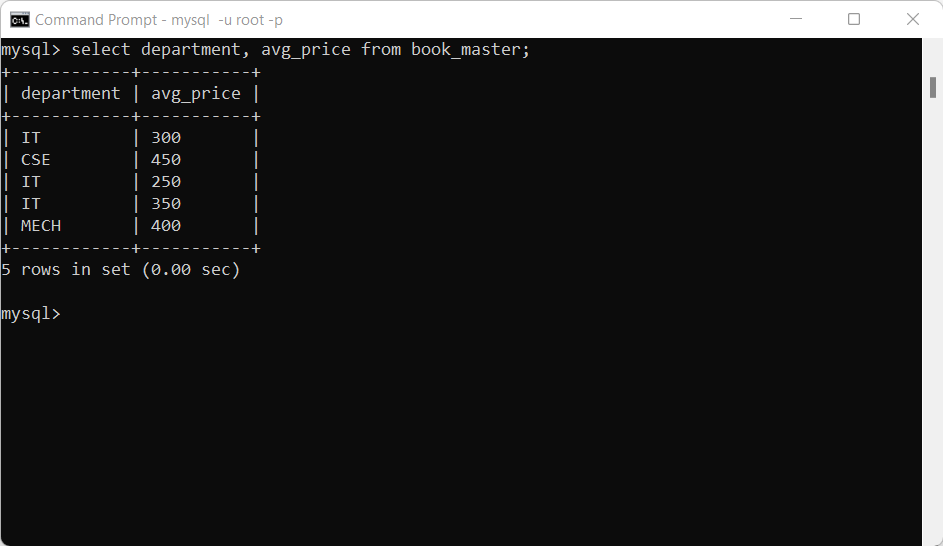 Command Prompt - mysql  -u root -p
mysql> select department, avg_price from book_master;
+------------+-----------+
| department | avg_price |
+------------+-----------+
| IT         | 300       |
| CSE        | 450       |
| IT         | 250       |
| IT         | 350       |
| MECH       | 400       |
+------------+-----------+
5 rows in set (0.00 sec)
mysql>